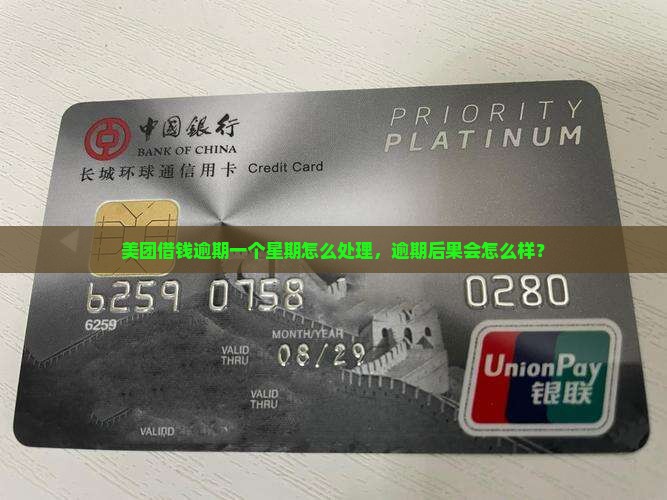 中国银行
BANK OF CHINA
长城环球通信用卡 Credit Card
PRIORITY
PLATINUM
美团借钱逾期一个星期怎么处理，逾期后果会怎么样？
6259 0758 0280
6259
MONTH/YEAR
VALID
THRU
08/29
VALID
THRU
VALID
UnionPay
银联